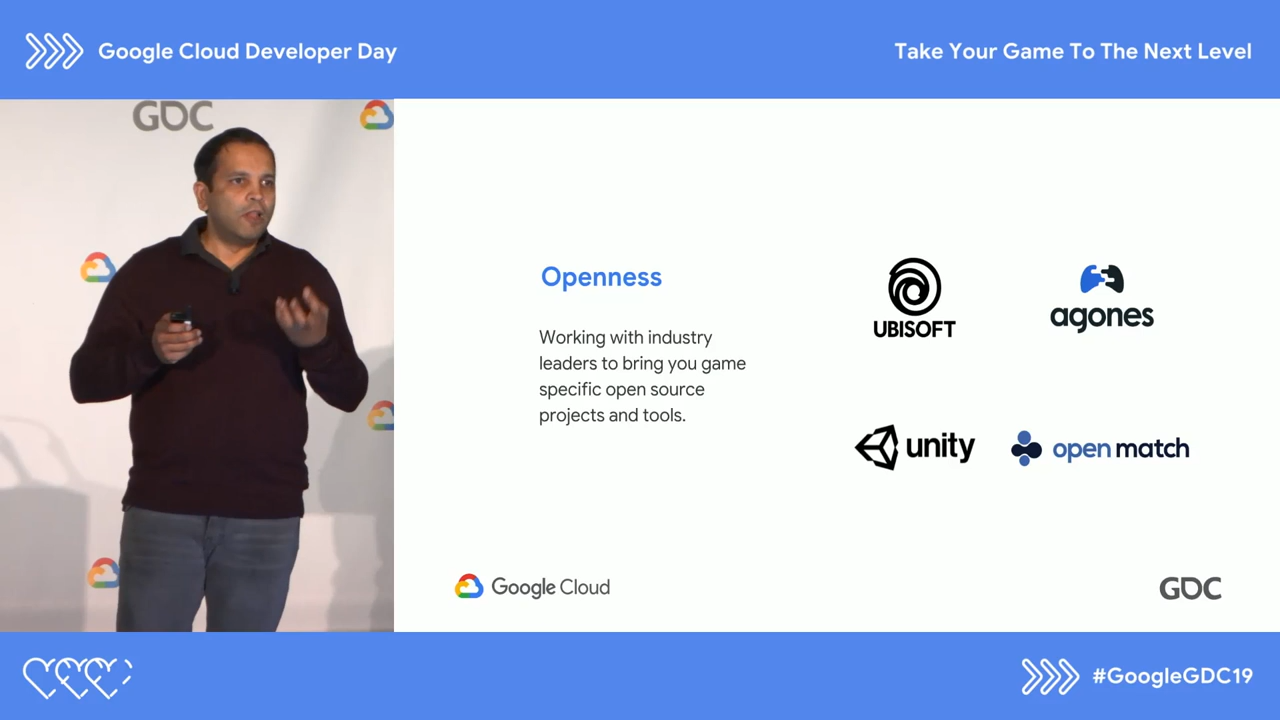 Google Cloud Developer Day
Take Your Game To The Next Level
GDC
Openness
Working with industry
leaders to bring you game
specific open source
projects and tools.
UBISOFT
agones
unity
open match
Google Cloud
GDC
#GoogleGDC19